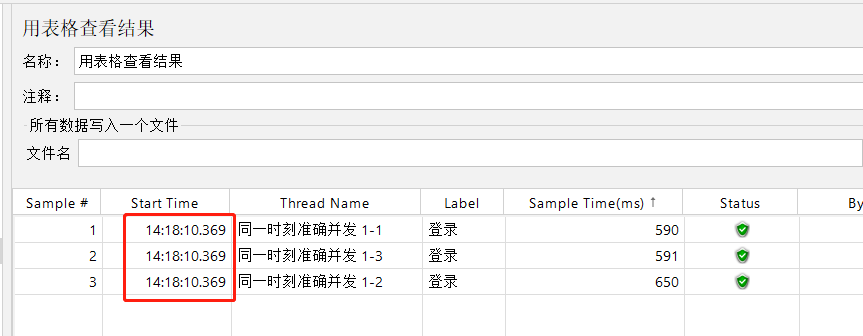 用表格查看结果
名称： 用表格查看结果
注释：
所有数据写入一个文件
文件名
Sample # Start Time Thread Name Label Sample Time(ms) ↑ Status By
1 14:18:10.369 同一时刻准确并发 1-1 登录 590
2 14:18:10.369 同一时刻准确并发 1-3 登录 591
3 14:18:10.369 同一时刻准确并发 1-2 登录 650